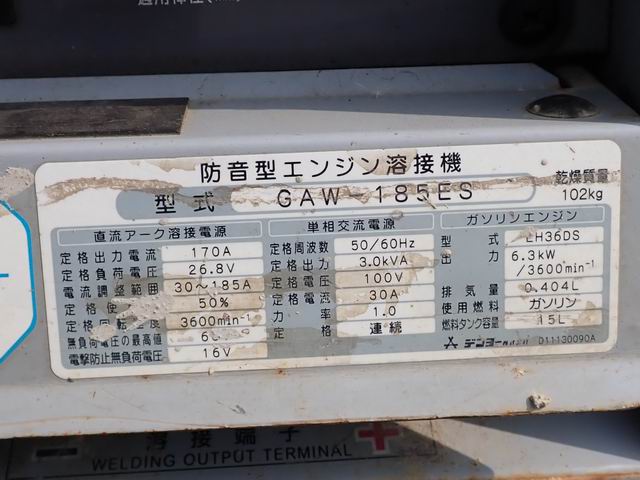 防音型エンジン溶接機
型式 GAW-185ES
乾燥質量
102kg
直流アーク溶接電源
定格出力電流 170A
定格負荷電圧 26.8V
電流調整範囲 30～185A
定格使 50%
定格回転速度 3600min⁻¹
無負荷電圧の最高値
電撃防止無負荷電圧 16V
単相交流電源
定格周波数 50/60Hz
定格出力 3.0kVA
定格電圧 100V
定格電流 30A
力率 1.0
定格 連続
ガソリンエンジン
型式 EH36DS
出力 6.3kW
/3600min⁻¹
排気量 0.404L
使用燃料 ガソリン
燃料タンク容量 15L
デンヨー D11130090A
溶接端子 +
WELDING OUTPUT TERMINAL